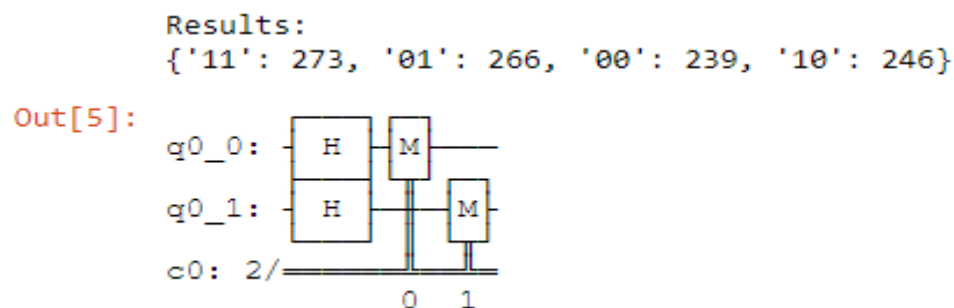 Results:
{'11': 273, '01': 266, '00': 239, '10': 246}
Out[5]:
q0_0: H M
q0_1: H M
c0: 2/
0 1